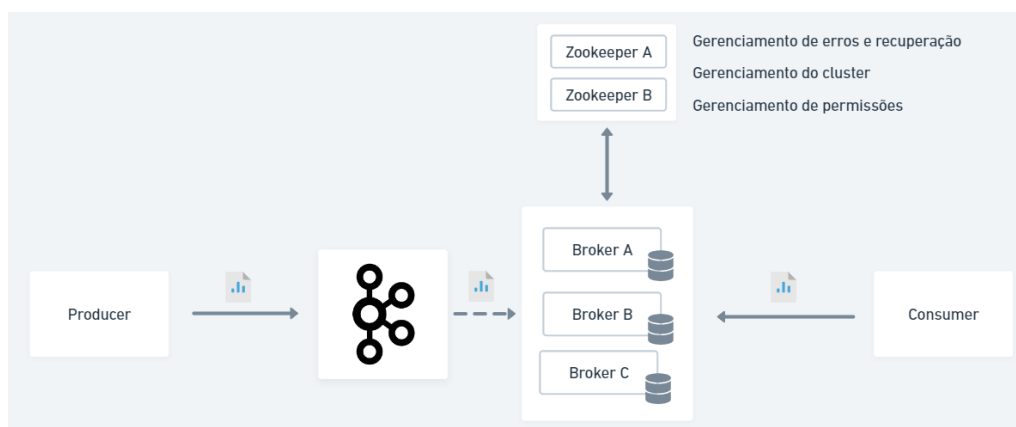 Zookeeper A
Zookeeper B
Gerenciamento de erros e recuperação
Gerenciamento do cluster
Gerenciamento de permissões
Producer
Broker A
Broker B
Broker C
Consumer